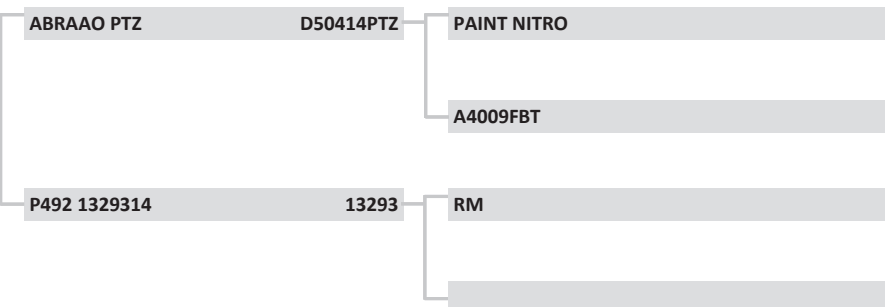 ABRAAO PTZ D50414PTZ PAINT NITRO
A4009FBT
P492 1329314 13293 RM